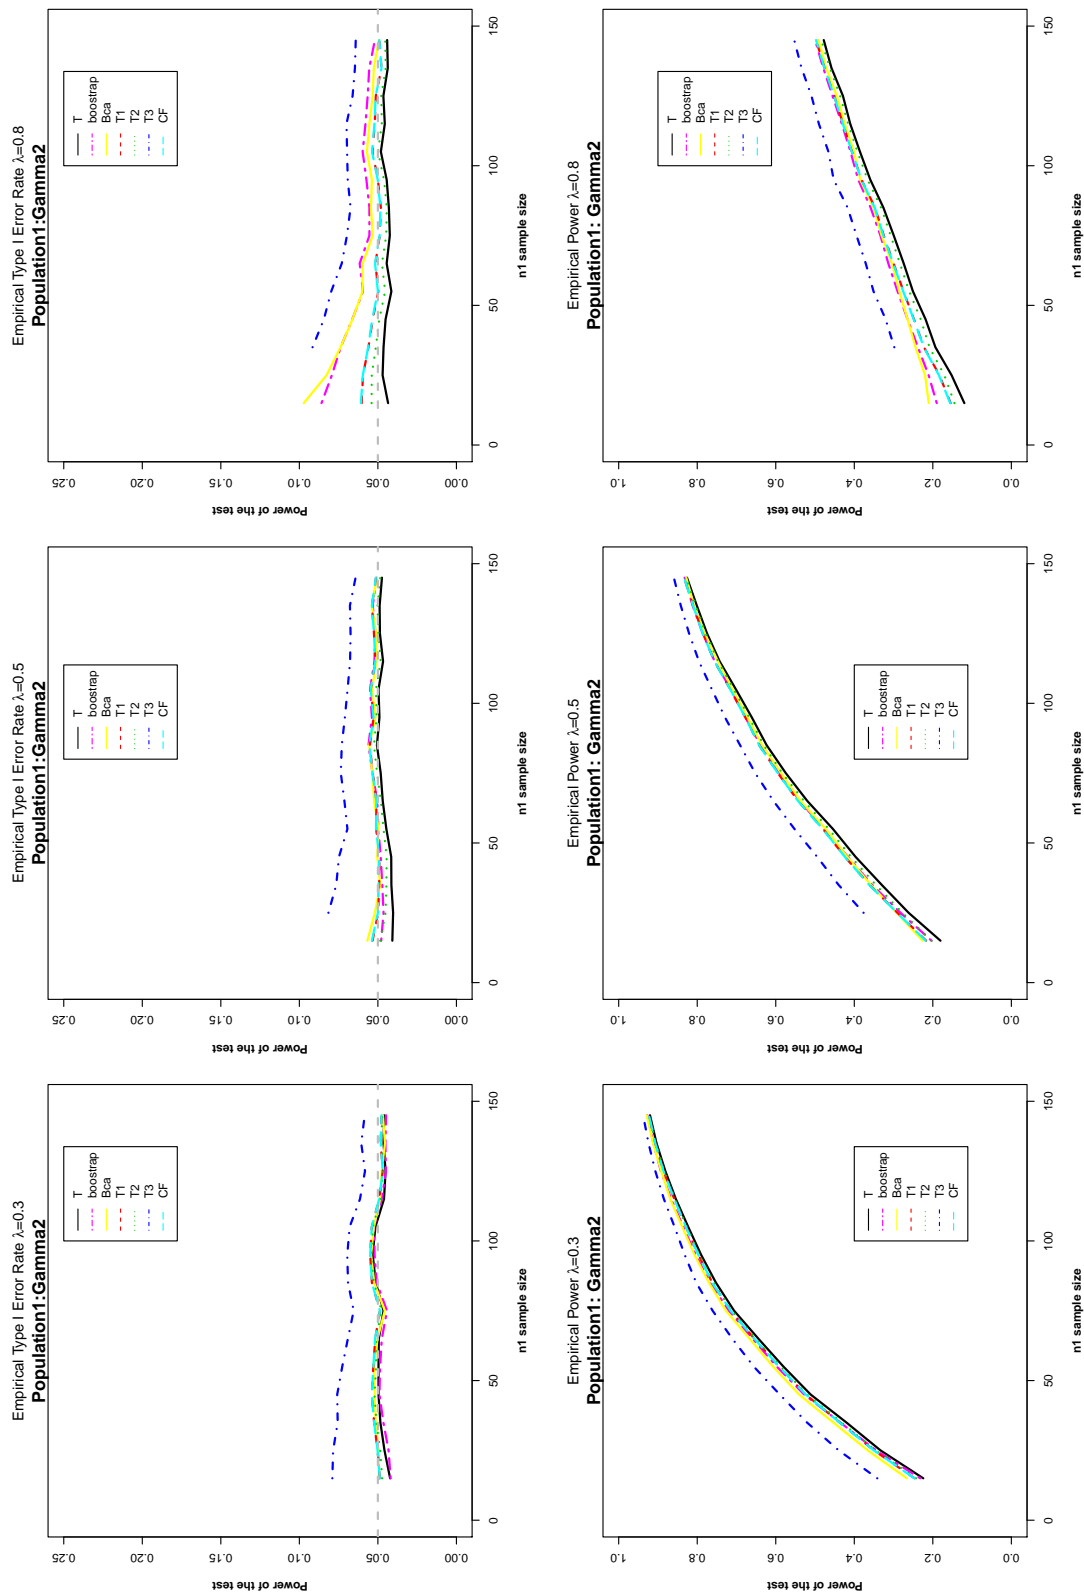 Empirical Type I Error Rate λ=0.3
Population1:Gamma2
Power of the test
0.00
0.05
0.10
0.15
0.20
0.25
T
boostrap
Bca
T1
T2
T3
CF
0
50
100
150
n1 sample size
Empirical Type I Error Rate λ=0.5
Population1:Gamma2
Power of the test
0.00
0.05
0.10
0.15
0.20
0.25
T
boostrap
Bca
T1
T2
T3
CF
0
50
100
150
n1 sample size
Empirical Type I Error Rate λ=0.8
Population1:Gamma2
Power of the test
0.00
0.05
0.10
0.15
0.20
0.25
T
boostrap
Bca
T1
T2
T3
CF
0
50
100
150
n1 sample size
Empirical Power λ=0.3
Population1: Gamma2
Power of the test
0.0
0.2
0.4
0.6
0.8
1.0
T
boostrap
Bca
T1
T2
T3
CF
0
50
100
150
n1 sample size
Empirical Power λ=0.5
Population1: Gamma2
Power of the test
0.0
0.2
0.4
0.6
0.8
1.0
T
boostrap
Bca
T1
T2
T3
CF
0
50
100
150
n1 sample size
Empirical Power λ=0.8
Population1: Gamma2
Power of the test
0.0
0.2
0.4
0.6
0.8
1.0
T
boostrap
Bca
T1
T2
T3
CF
0
50
100
150
n1 sample size